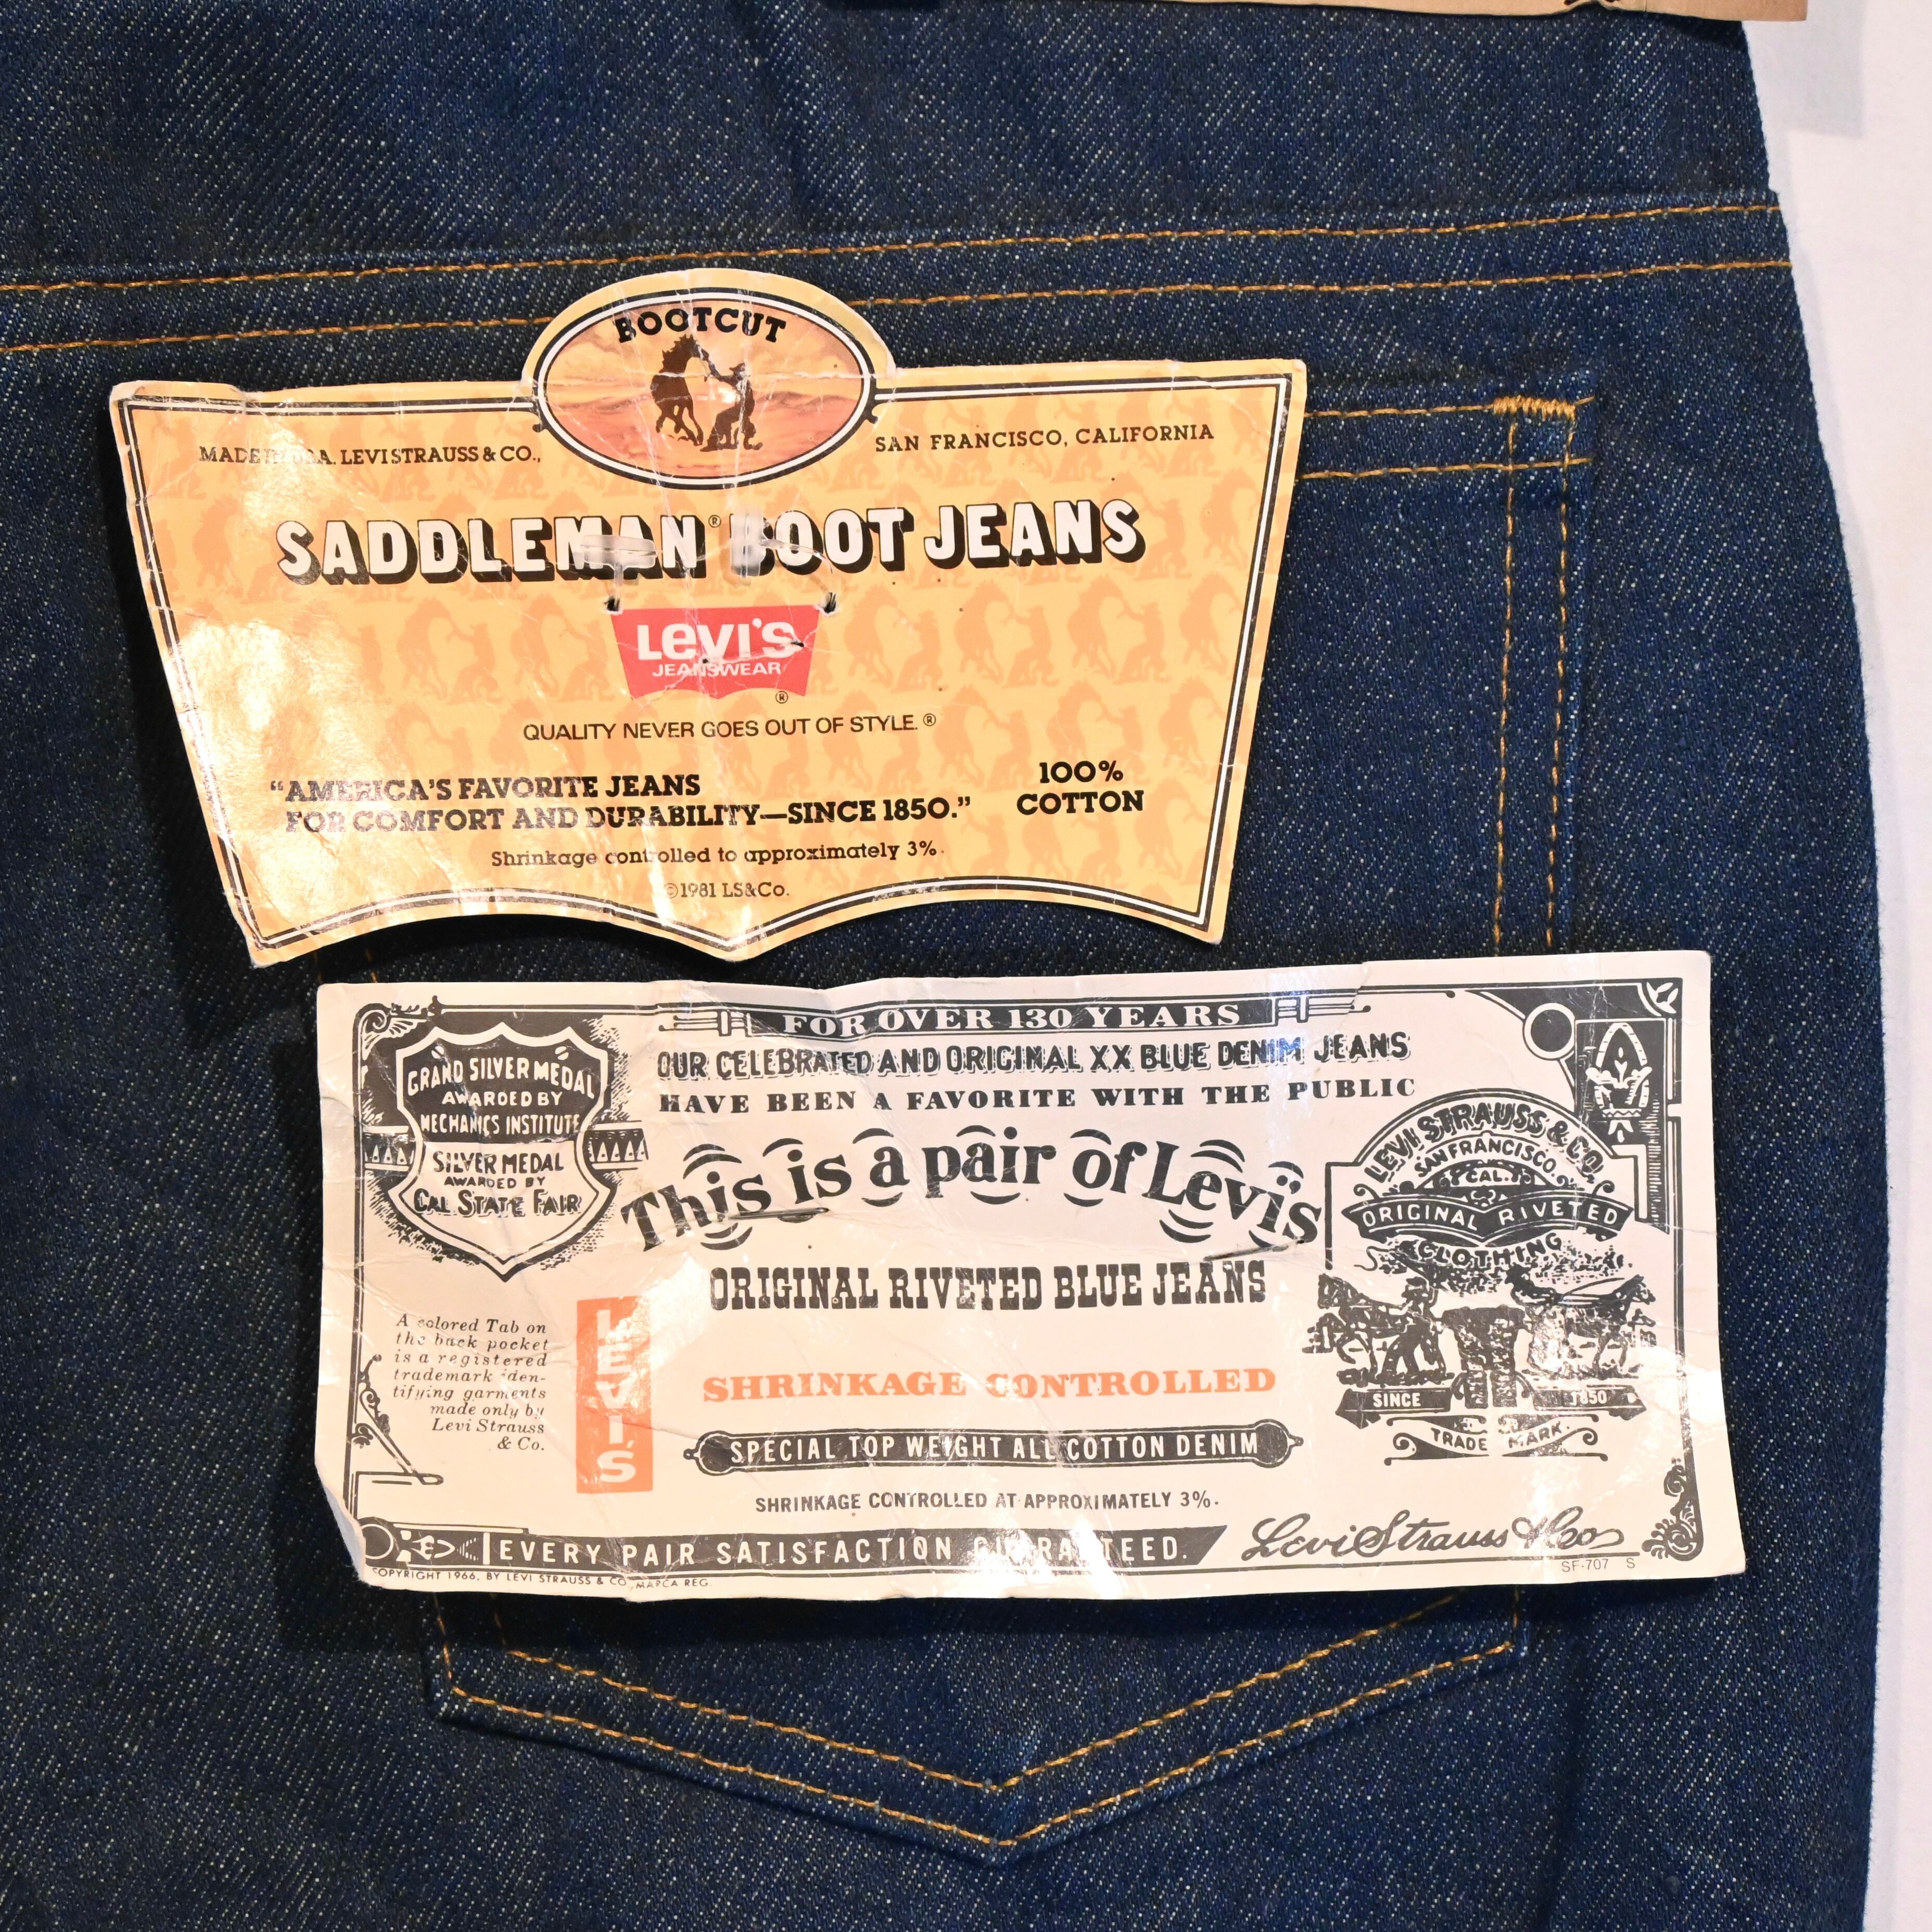 BOOTCUT
MADE IN U.S.A. LEVI STRAUSS & CO.,
SAN FRANCISCO, CALIFORNIA
SADDLEMAN® BOOT JEANS
LEVI'S
JEANSWEAR
®
QUALITY NEVER GOES OUT OF STYLE.®
"AMERICA'S FAVORITE JEANS
FOR COMFORT AND DURABILITY—SINCE 1850."
100%
COTTON
Shrinkage controlled to approximately 3%.
©1981 LS&Co.
FOR OVER 130 YEARS
OUR CELEBRATED AND ORIGINAL XX BLUE DENIM JEANS
HAVE BEEN A FAVORITE WITH THE PUBLIC
GRAND SILVER MEDAL
AWARDED BY
MECHANICS INSTITUTE
SILVER MEDAL
AWARDED BY
CAL STATE FAIR
This is a pair of Levi's
ORIGINAL RIVETED BLUE JEANS
LEVI STRAUSS & CO.
SAN FRANCISCO,
CAL.
ORIGINAL RIVETED
CLOTHING
SINCE 1850
TRADE MARK.
A colored Tab on
the back pocket
is a registered
trademark iden-
tifying garments
made only by
Levi Strauss
& Co.
LEVI'S
SHRINKAGE CONTROLLED
SPECIAL TOP WEIGHT ALL COTTON DENIM
SHRINKAGE CONTROLLED AT APPROXIMATELY 3%.
EVERY PAIR SATISFACTION GUARANTEED.
Levi Strauss & Co
SF-707 S
COPYRIGHT 1966, BY LEVI STRAUSS & CO., MARCA REG.